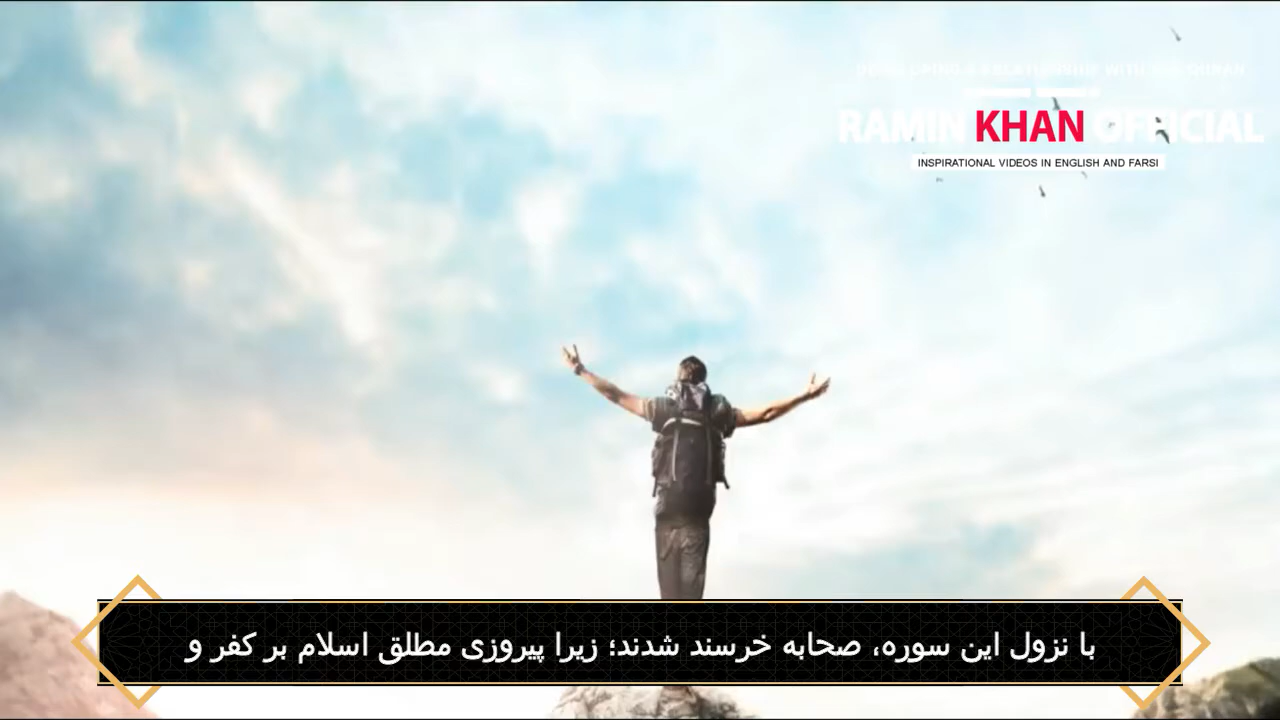 RAMIN KHAN OFFICIAL
INSPIRATIONAL VIDEOS IN ENGLISH AND FARSI
با نزول این سوره، صحابه خرسند شدند؛ زیرا پیروزی مطلق اسلام بر کفر و